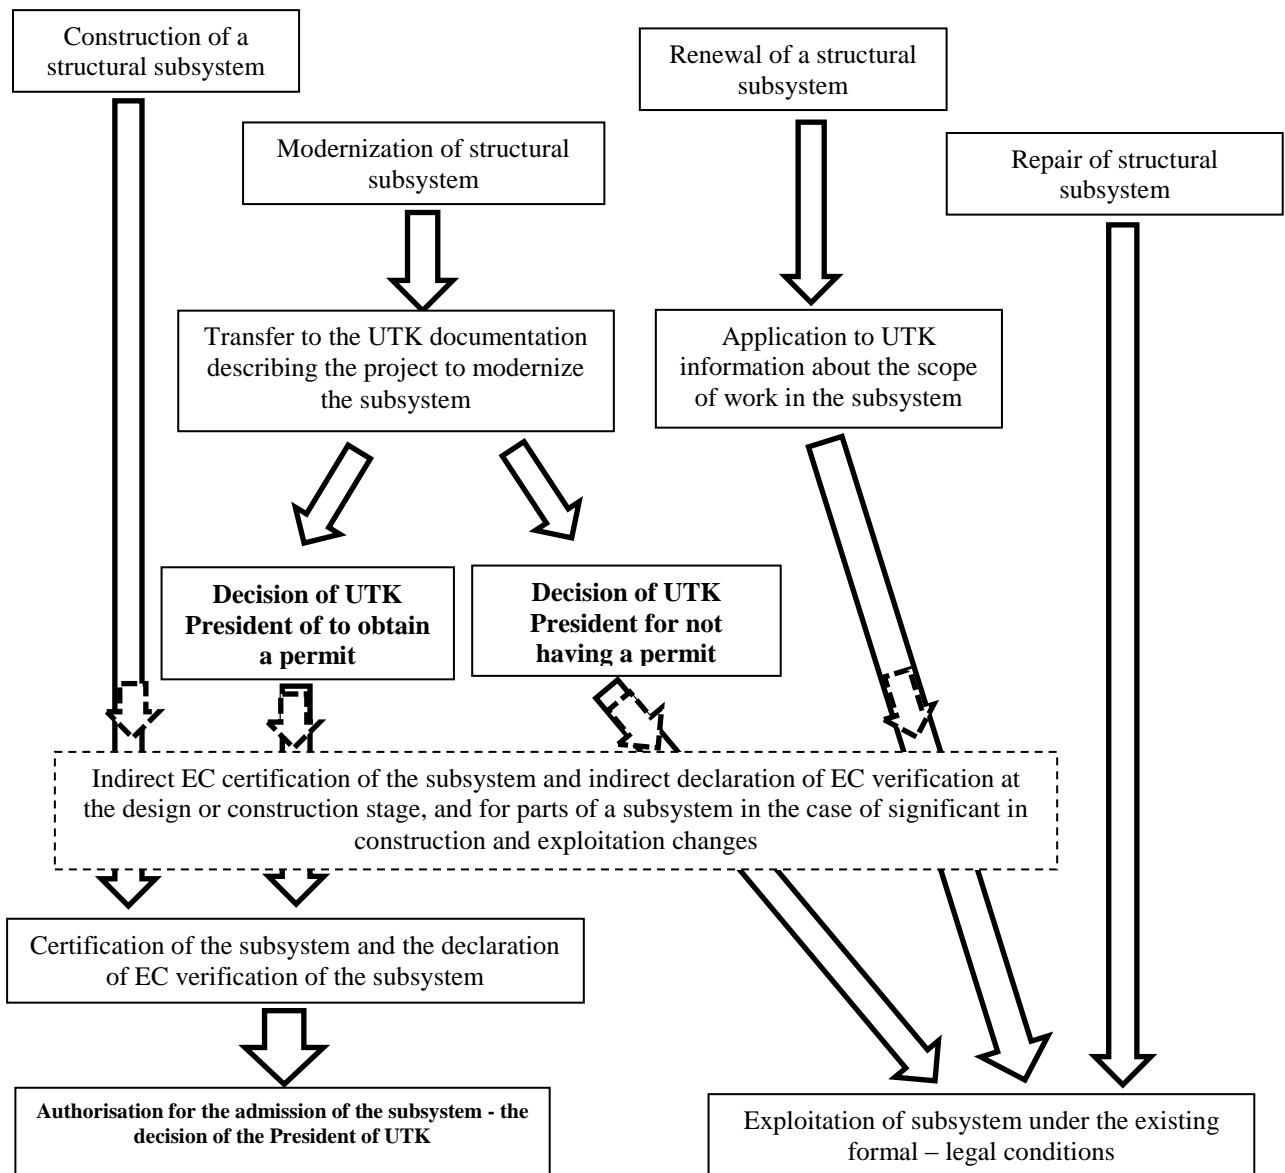 Construction of a
structural subsystem
Renewal of a structural
subsystem
Modernization of structural
subsystem
Repair of structural
subsystem
Transfer to the UTK documentation
describing the project to modernize
the subsystem
Application to UTK
information about the scope
of work in the subsystem
Decision of UTK
President of to obtain
a permit
Decision of UTK
President for not
having a permit
Indirect EC certification of the subsystem and indirect declaration of EC verification at
the design or construction stage, and for parts of a subsystem in the case of significant in
construction and exploitation changes
Certification of the subsystem and the declaration
of EC verification of the subsystem
Authorisation for the admission of the subsystem - the
decision of the President of UTK
Exploitation of subsystem under the existing
formal – legal conditions